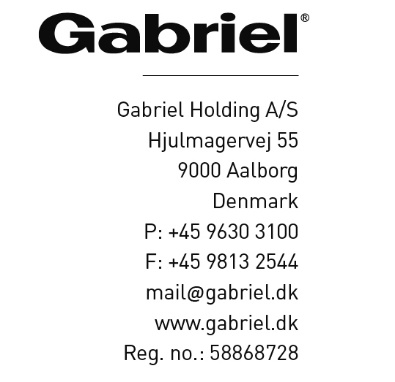 Gabriel®
Gabriel Holding A/S
Hjulmagervej 55
9000 Aalborg
Denmark
P: +45 9630 3100
F: +45 9813 2544
mail@gabriel.dk
www.gabriel.dk
Reg. no.: 58868728